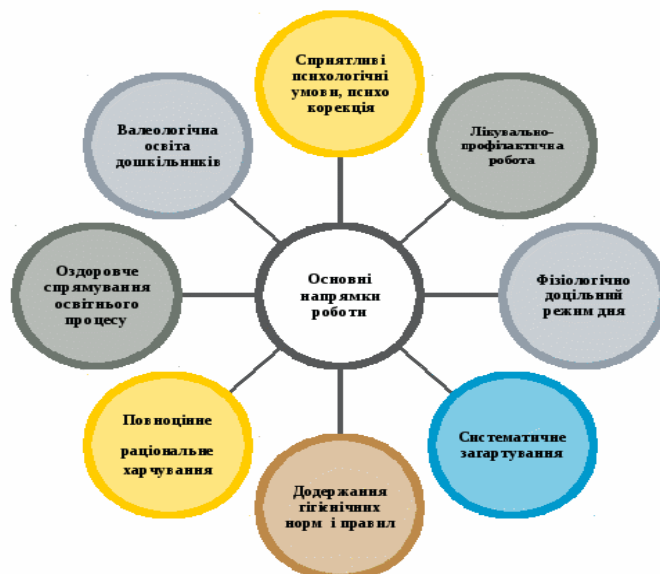 Сприятливі
психологічні
умови, психо
корекція
Лікувально-
профілактична
робота
Фізіологічно
доцільний
режим дня
Систематичне
загартування
Додержання
гігієнічних
норм і правил
Повноцінне
раціональне
харчування
Оздоровче
спрямування
освітнього
процесу
Валеологічна
освіта
дошкільників
Основні
напрямки
роботи